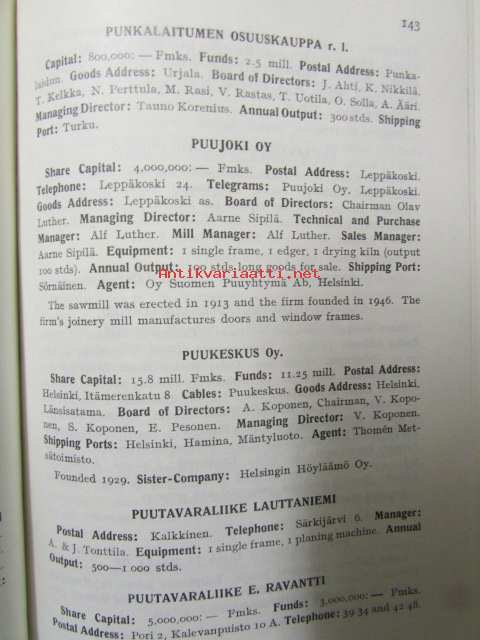 143
PUNKALAITUMEN OSUUSKAUPPA r. l.
Capital: 800,000: — Fmks. Funds: 2.5 mill. Postal Address: Punka-
laidun. Goods Address: Urjala. Board of Directors: J. Ahti, K. Nikkilä,
T. Kelkka, N. Perttula, M. Rasi, V. Rastas, T. Uotila, O. Solla, A. Ääri.
Managing Director: Tauno Korenius. Annual Output: 300 stds. Shipping
Port: Turku.
PUUJOKI OY
Share Capital: 4,000,000: — Fmks. Postal Address: Leppäkoski.
Telephone: Leppäkoski 24. Telegrams: Puujoki Oy. Leppäkoski.
Goods Address: Leppäkoski as. Board of Directors: Chairman Olav
Luther. Managing Director: Aarne Sipilä. Technical and Purchase
Manager: Alf Luther. Mill Manager: Alf Luther. Sales Manager:
Aarne Sipilä. Equipment: 1 single frame, 1 edger, 1 drying kiln (output
100 stds). Annual Output: 100 stds long goods for sale. Shipping Port:
Antikvariaatti.net
Sörnäinen. Agent: Oy Suomen Puuyhtymä Ab, Helsinki.
The sawmill was erected in 1913 and the firm founded in 1946. The
firm's joinery mill manufactures doors and window frames.
PUUKESKUS Oy.
Share Capital: 15.8 mill. Fmks. Funds: 11.25 mill. Postal Address:
Helsinki, Itämerenkatu 8 Cables: Puukeskus. Goods Address: Helsinki,
Länsisatama. Board of Directors: A. Koponen, Chairman, V. Kopo-
nen, S. Koponen, E. Pesonen. Managing Director: V. Koponen.
Shipping Ports: Helsinki, Hamina, Mäntyluoto. Agent: Thomén Met-
sätoimisto.
Founded 1929. Sister-Company: Helsingin Höyläämö Oy.
PUUTAVARALIIKE LAUTTANIEMI
Postal Address: Kalkkinen. Telephone: Särkijärvi 6. Manager:
A. & J. Tonttila. Equipment: 1 single frame, 1 planing machine. Annual
Output: 500—1 000 stds.
PUUTAVARALIIKE E. RAVANTTI
Share Capital: 5,000,000: — Fmks. Funds: 3,000,000: — Fmks.
Postal Address: Pori 2, Kalevanpuisto 10 A. Telephone: 39 34 and 42 48.